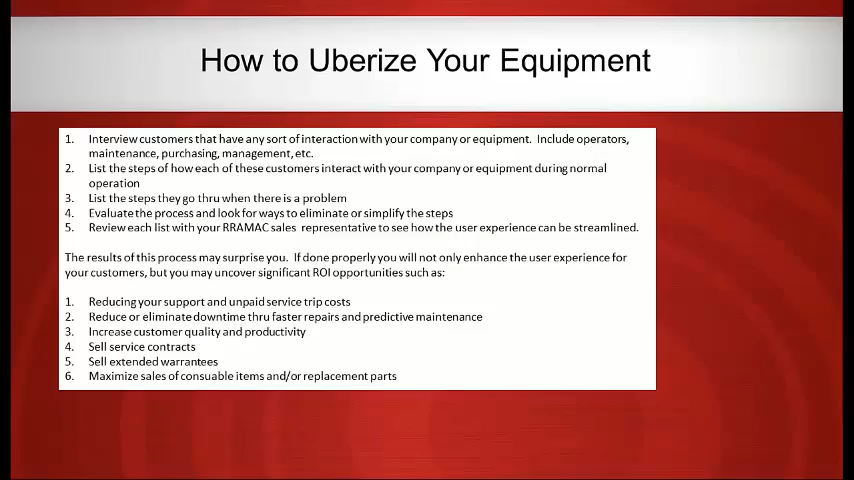 How to Uberize Your Equipment
1. Interview customers that have any sort of interaction with your company or equipment. Include operators,
maintenance, purchasing, management, etc.
2. List the steps of how each of these customers interact with your company or equipment during normal
operation
3. List the steps they go thru when there is a problem
4. Evaluate the process and look for ways to eliminate or simplify the steps
5. Review each list with your RRAMAC sales representative to see how the user experience can be streamlined.
The results of this process may surprise you. If done properly you will not only enhance the user experience for
your customers, but you may uncover significant ROI opportunities such as:
1. Reducing your support and unpaid service trip costs
2. Reduce or eliminate downtime thru faster repairs and predictive maintenance
3. Increase customer quality and productivity
4. Sell service contracts
5. Sell extended warrantees
6. Maximize sales of consuable items and/or replacement parts